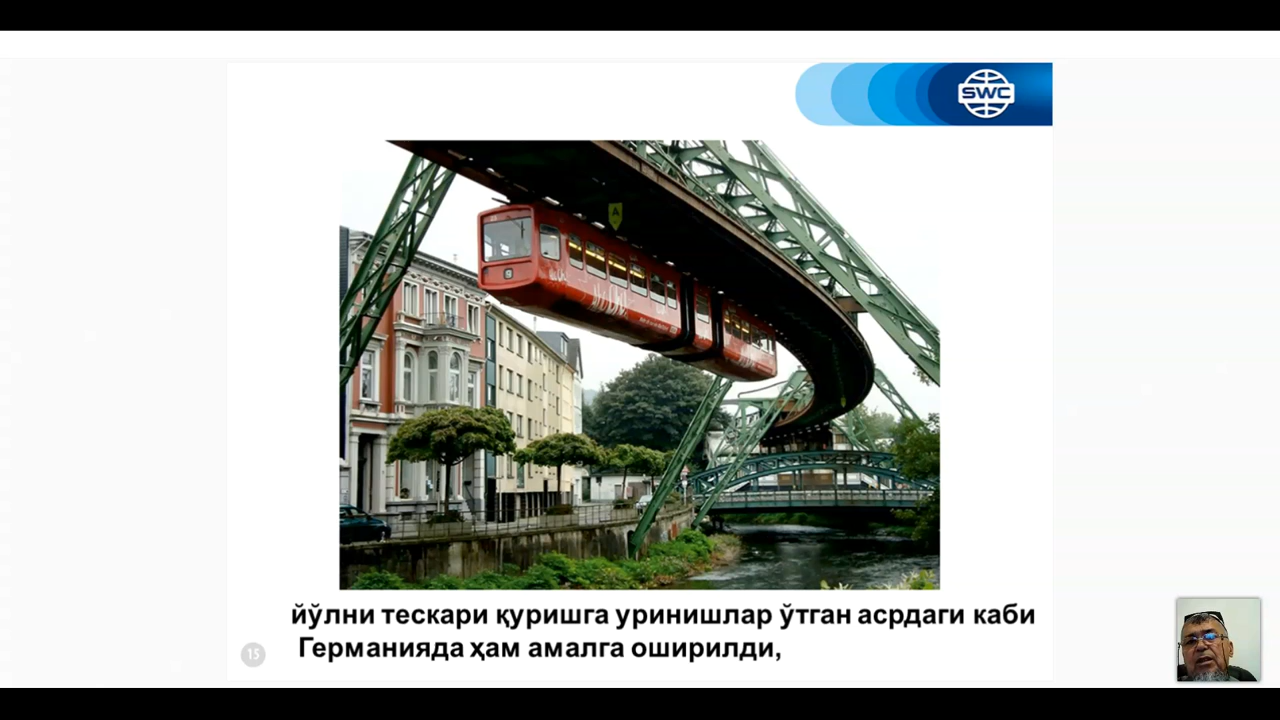 SWC
A
йўлни тескари қуришга уринишлар ўтган асрдаги каби
Германияда ҳам амалга оширилди,
15